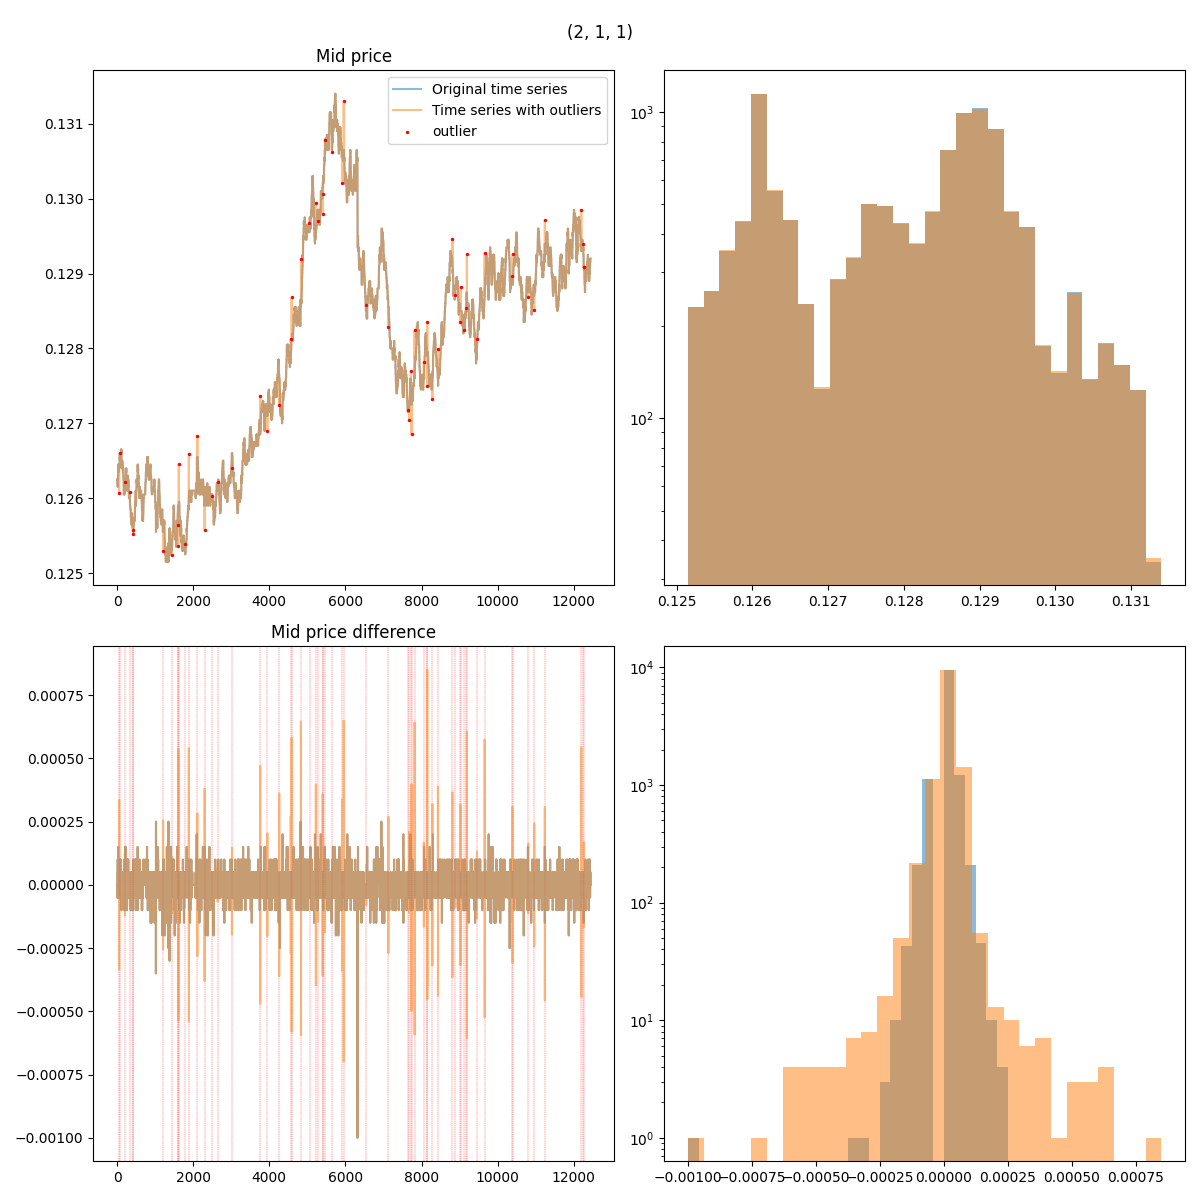 (2, 1, 1)
Mid price
Original time series
Time series with outliers
outlier
0.131
0.130
0.129
0.128
0.127
0.126
0.125
0 2000 4000 6000 8000 10000 12000
10³
10²
0.125 0.126 0.127 0.128 0.129 0.130 0.131
Mid price difference
0.00075
0.00050
0.00025
0.00000
−0.00025
−0.00050
−0.00075
−0.00100
0 2000 4000 6000 8000 10000 12000
10⁴
10³
10²
10¹
10⁰
−0.00100 −0.00075 −0.00050 −0.00025 0.00000 0.00025 0.00050 0.00075